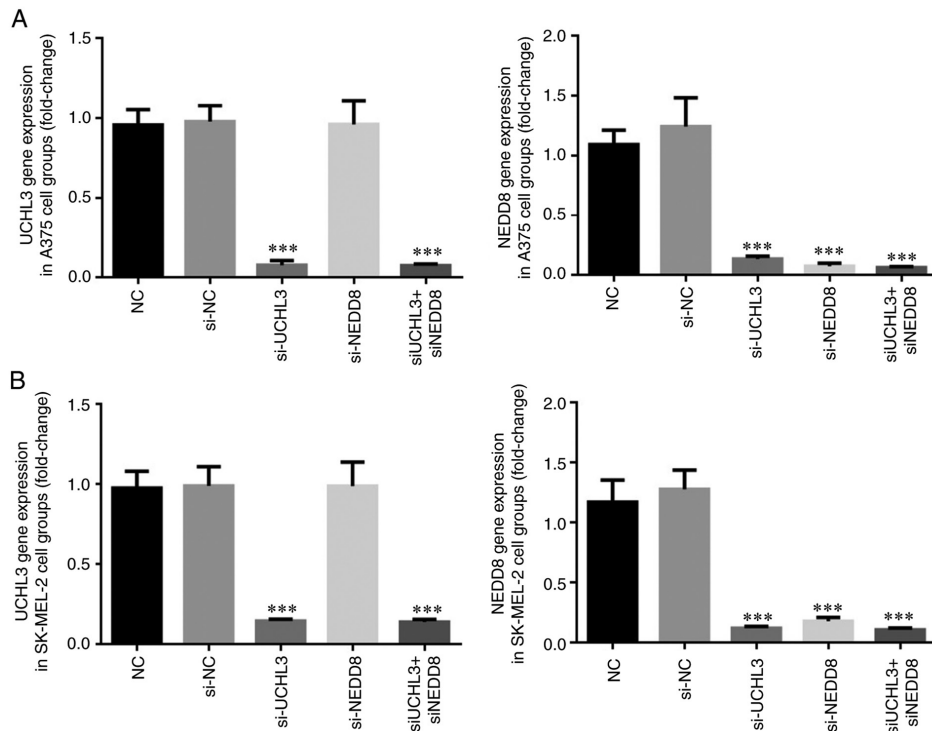 A
UCHL3 gene expression
in A375 cell groups (fold-change)
1.5
1.0
0.5
0.0
***
***
NC
si-NC
si-UCHL3
si-NEDD8
siUCHL3+
siNEDD8
NEDD8 gene expression
in A375 cell groups (fold-change)
2.0
1.5
1.0
0.5
0.0
***
***
***
NC
si-NC
si-UCHL3
si-NEDD8
siUCHL3+
siNEDD8
B
UCHL3 gene expression
in SK-MEL-2 cell groups (fold-change)
1.5
1.0
0.5
0.0
***
***
NC
si-NC
si-UCHL3
si-NEDD8
siUCHL3+
siNEDD8
NEDD8 gene expression
in SK-MEL-2 cell groups (fold-change)
2.0
1.5
1.0
0.5
0.0
***
***
***
NC
si-NC
si-UCHL3
si-NEDD8
siUCHL3+
siNEDD8